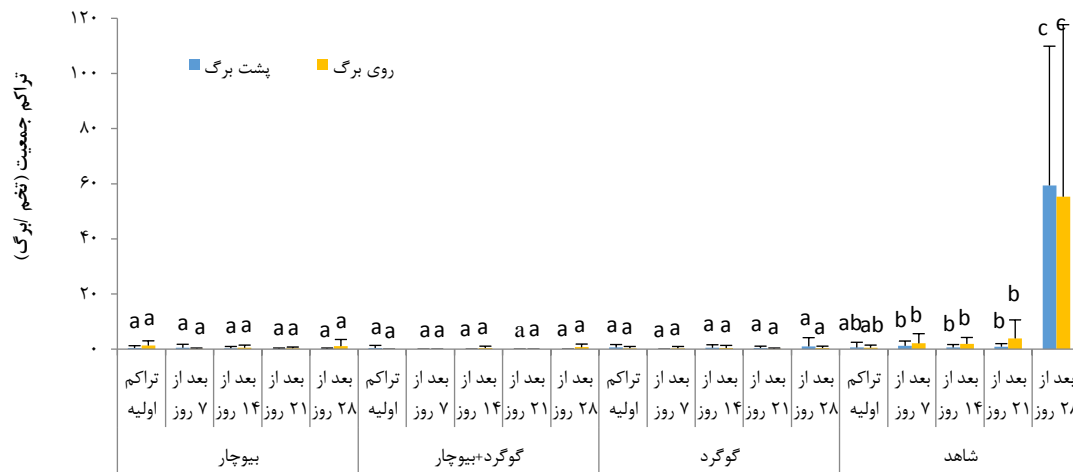 ۱۲۰
۱۰۰
۸۰
۶۰
۴۰
۲۰
۰
تراکم جمعیت (تخم /برگ)
پشت برگ
روی برگ
a a a a a a a a a a a a a a a a a a a a a a a a a a a a a a ab ab b b b b b b c c
تراکم اولیه
بعد از ۷ روز
بعد از ۱۴ روز
بعد از ۲۱ روز
بعد از ۲۸ روز
تراکم اولیه
بعد از ۷ روز
بعد از ۱۴ روز
بعد از ۲۱ روز
بعد از ۲۸ روز
تراکم اولیه
بعد از ۷ روز
بعد از ۱۴ روز
بعد از ۲۱ روز
بعد از ۲۸ روز
تراکم اولیه
بعد از ۷ روز
بعد از ۱۴ روز
بعد از ۲۱ روز
بعد از ۲۸ روز
بیوچار
گوگرد+بیوچار
گوگرد
شاهد